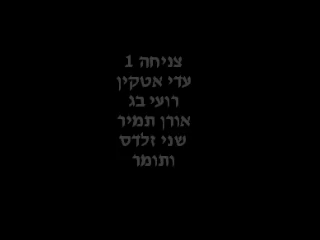 צניחה 1
עדי אטקין
רועי בג
אורן תמיר
שני זלדס
ותומר